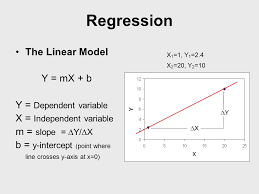 Regression
• The Linear Model
Y = mX + b
Y = Dependent variable
X = Independent variable
m = slope = ΔY/ΔX
b = y-intercept (point where
line crosses y-axis at x=0)
X₁=1, Y₁=2.4
X₂=20, Y₂=10
12
10
8
6
4
2
0
Y
ΔY
ΔX
0 5 10 15 20 25
X